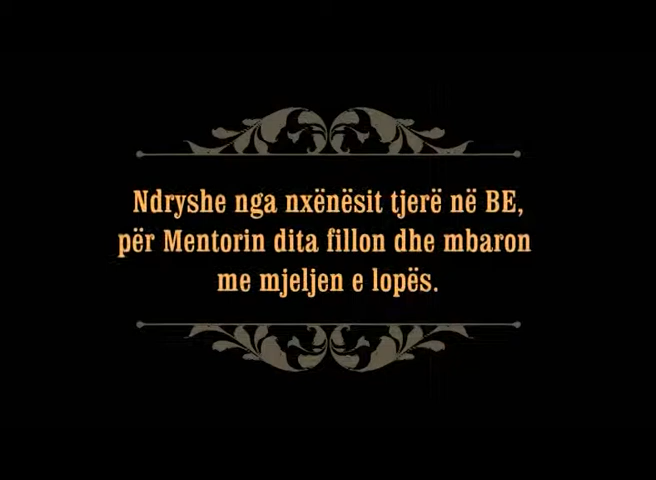 Ndryshe nga nxënësit tjerë në BE,
për Mentorin dita fillon dhe mbaron
me mjeljen e lopës.